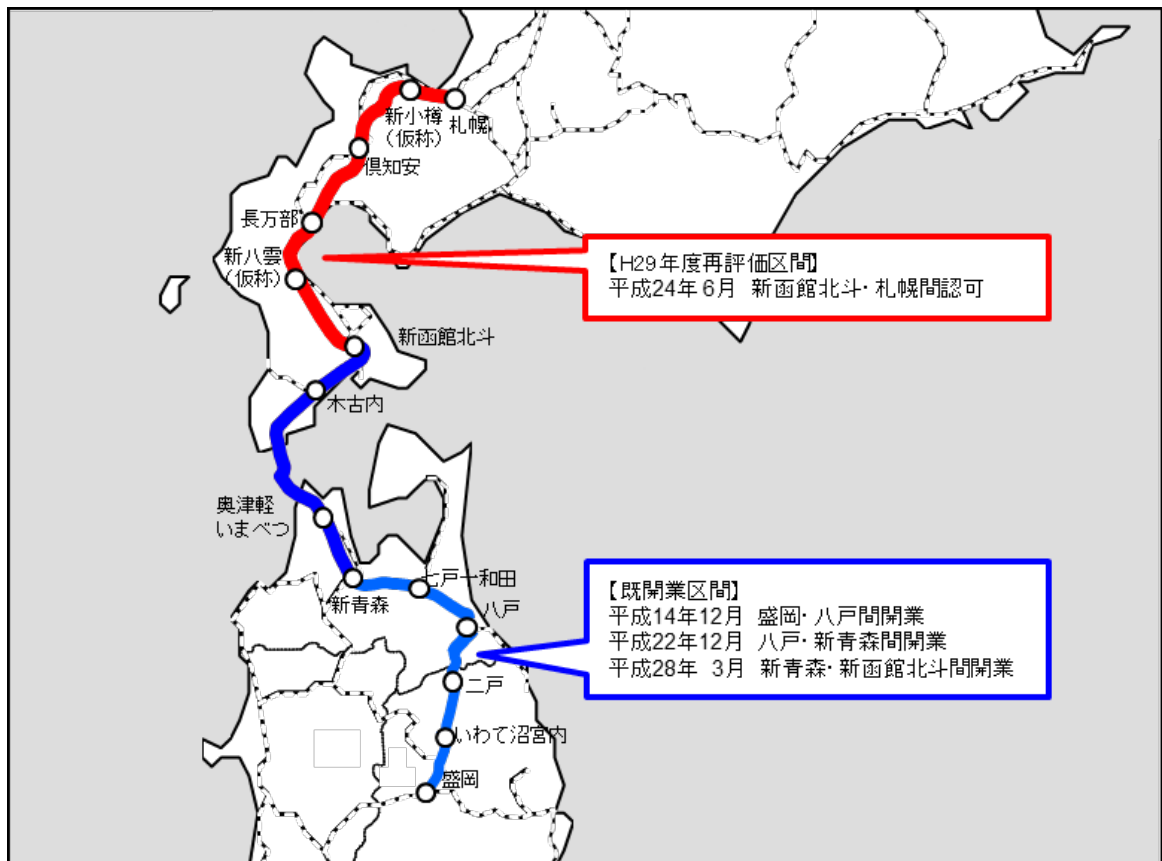 新小樽
（仮称）
札幌
倶知安
長万部
新八雲
（仮称）
【H29年度再評価区間】
平成24年6月 新函館北斗・札幌間認可
新函館北斗
木古内
奥津軽
いまべつ
新青森
七戸十和田
八戸
【既開業区間】
平成14年12月 盛岡・八戸間開業
平成22年12月 八戸・新青森間開業
平成28年 3月 新青森・新函館北斗間開業
二戸
いわて沼宮内
盛岡